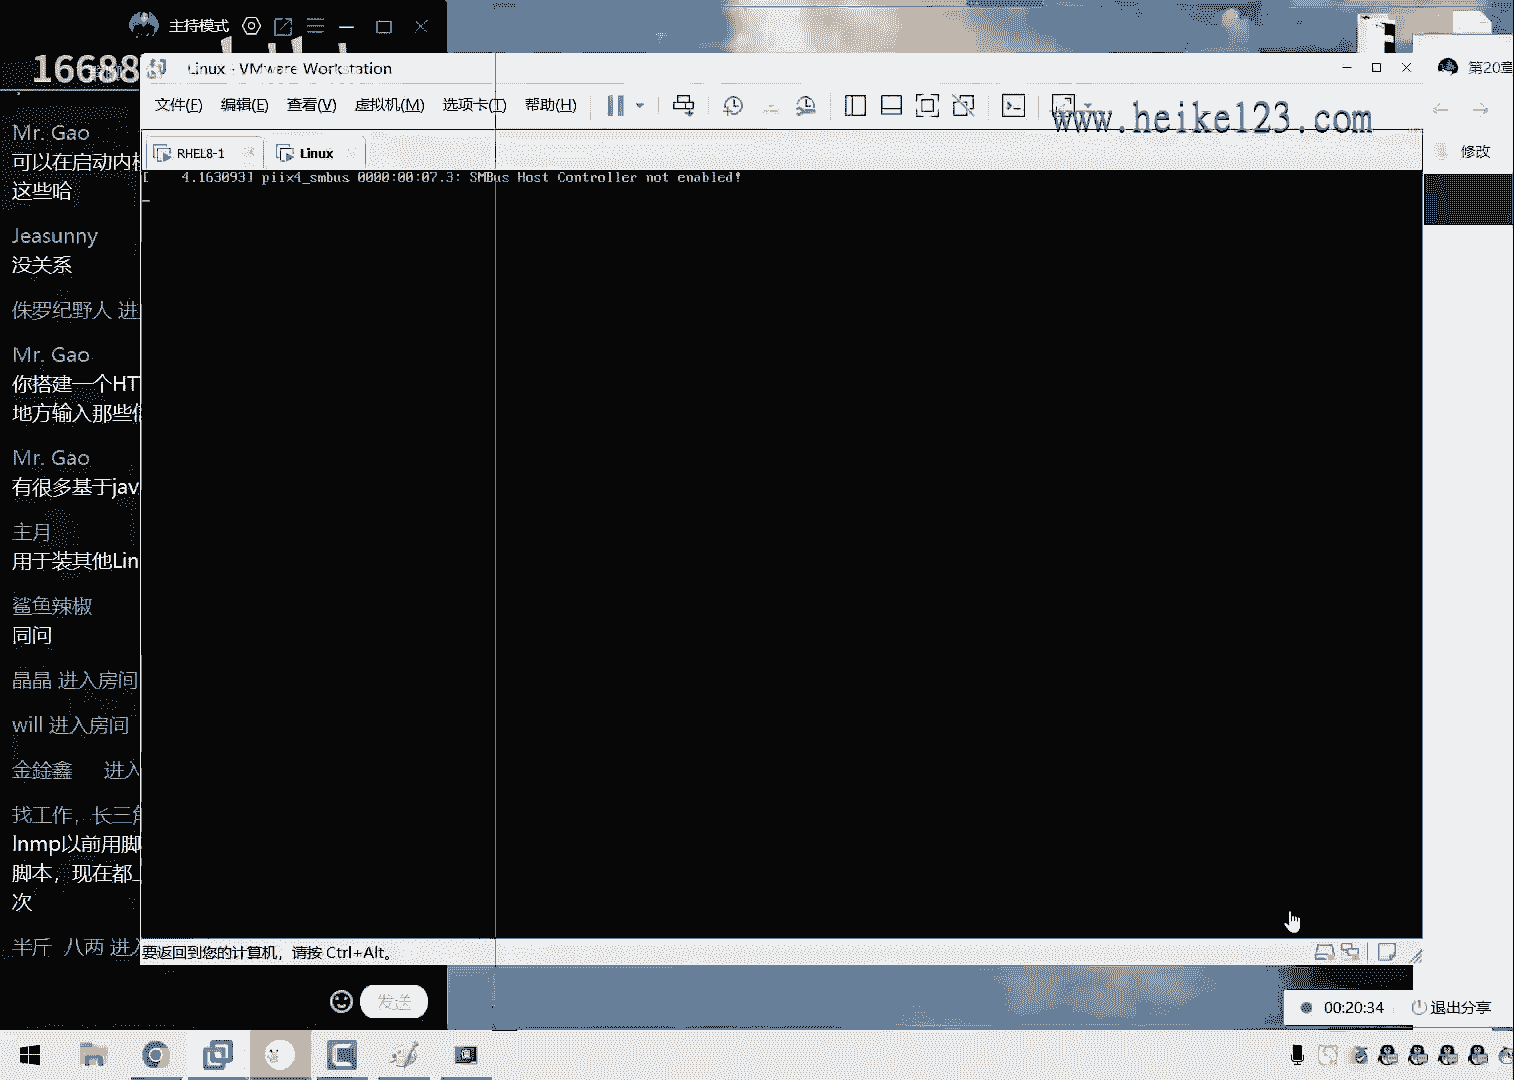 主持模式
16688
Linux - VMware Workstation
第20章
文件(F) 编辑(E) 查看(V) 虚拟机(M) 选项卡(T) 帮助(H)
www.heike123.com
修改
RHEL8-1
Linux
[    4.163093] piix4_smbus 0000:00:07.3: SMBus Host Controller not enabled!
Mr. Gao
可以在启动内
这些哈
Jeasunny
没关系
侏罗纪野人 进
Mr. Gao
你搭建一个HT
地方输入那些
Mr. Gao
有很多基于jav
主月
用于装其他Lin
鲨鱼辣椒
同问
晶晶 进入房间
will 进入房间
金鍂鑫 进入
找工作，长三
lnmp以前用脚
脚本，现在都
次
半斤 八两 进入
要返回到您的计算机，请按 Ctrl+Alt。
发送
00:20:34
退出分享